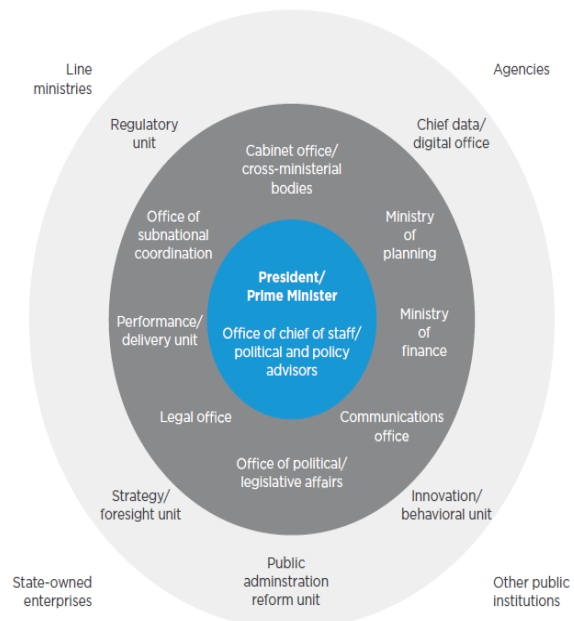 Line
ministries
Agencies
Regulatory
unit
Chief data/
digital office
Cabinet office/
cross-ministerial
bodies
Office of
subnational
coordination
Ministry
of
planning
President/
Prime Minister
Office of chief of staff/
political and policy
advisors
Performance/
delivery unit
Ministry
of
finance
Legal office
Communications
office
Office of political/
legislative affairs
Strategy/
foresight unit
Innovation/
behavioral unit
Public
adminstration
reform unit
State-owned
enterprises
Other public
institutions